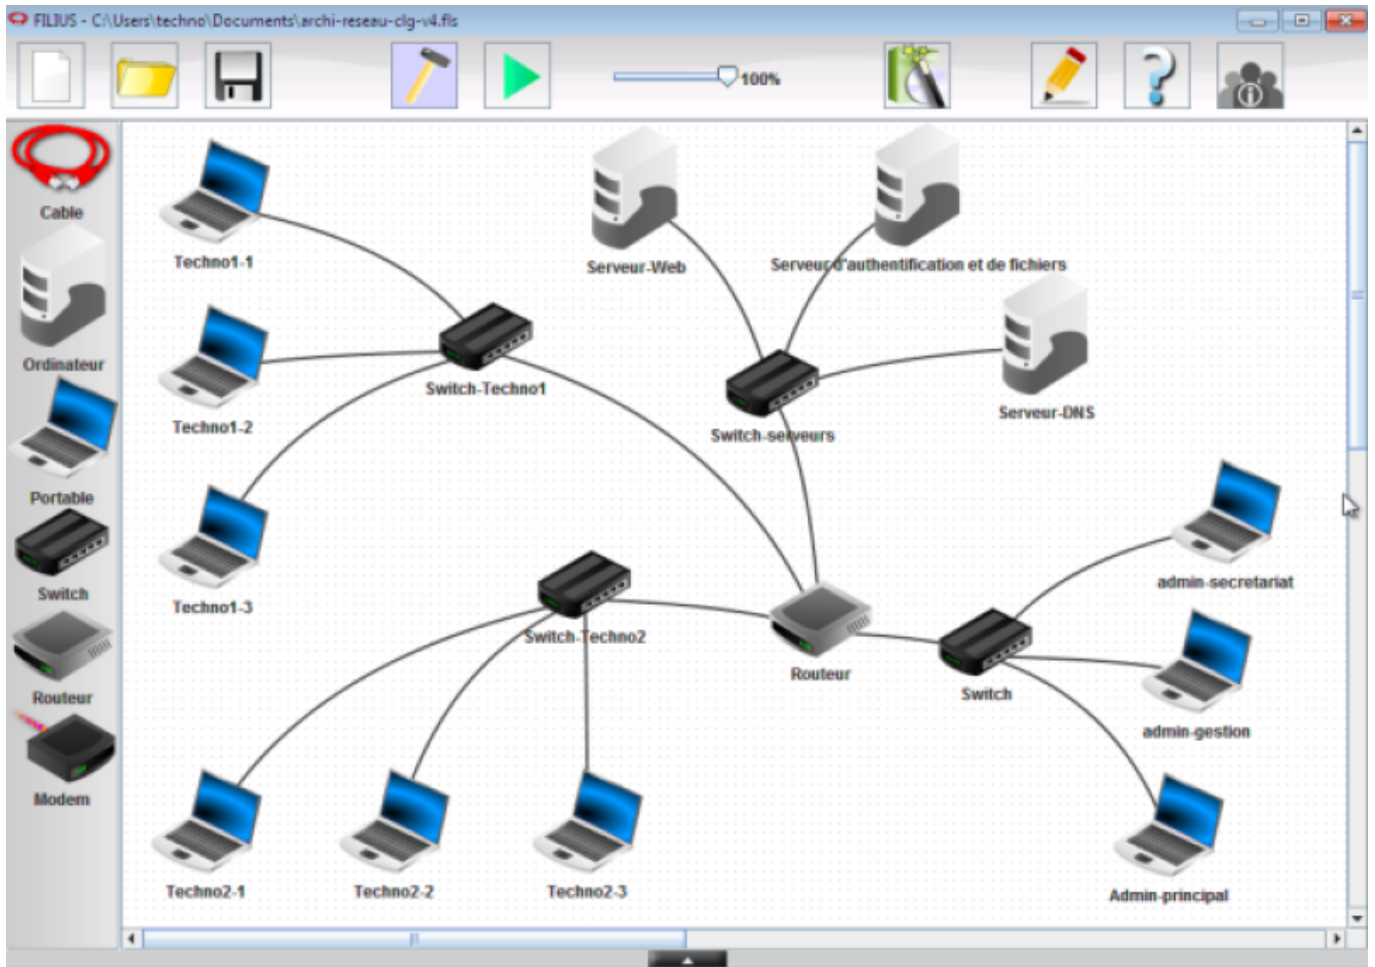 FILIUS - C:\Users\techno\Documents\archi-reseau-clg-v4.fls
100%
Cable
Ordinateur
Portable
Switch
Routeur
Modem
Techno1-1
Serveur-Web
Serveur d'authentification et de fichiers
Switch-Techno1
Techno1-2
Serveur-DNS
Switch-serveurs
Techno1-3
admin-secretariat
Switch-Techno2
Routeur
Switch
admin-gestion
Techno2-1
Techno2-2
Techno2-3
Admin-principal